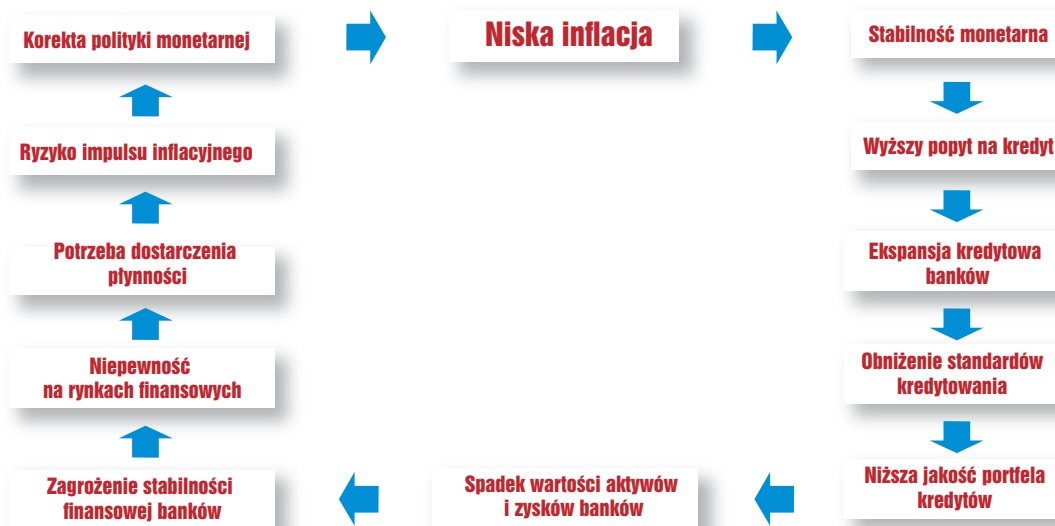 Korekta polityki monetarnej
Niska inflacja
Stabilność monetarna
Ryzyko impulsu inflacyjnego
Wyższy popyt na kredyt
Potrzeba dostarczenia
płynności
Ekspansja kredytowa
banków
Niepewność
na rynkach finansowych
Obniżenie standardów
kredytowania
Zagrożenie stabilności
finansowej banków
Spadek wartości aktywów
i zysków banków
Niższa jakość portfela
kredytów